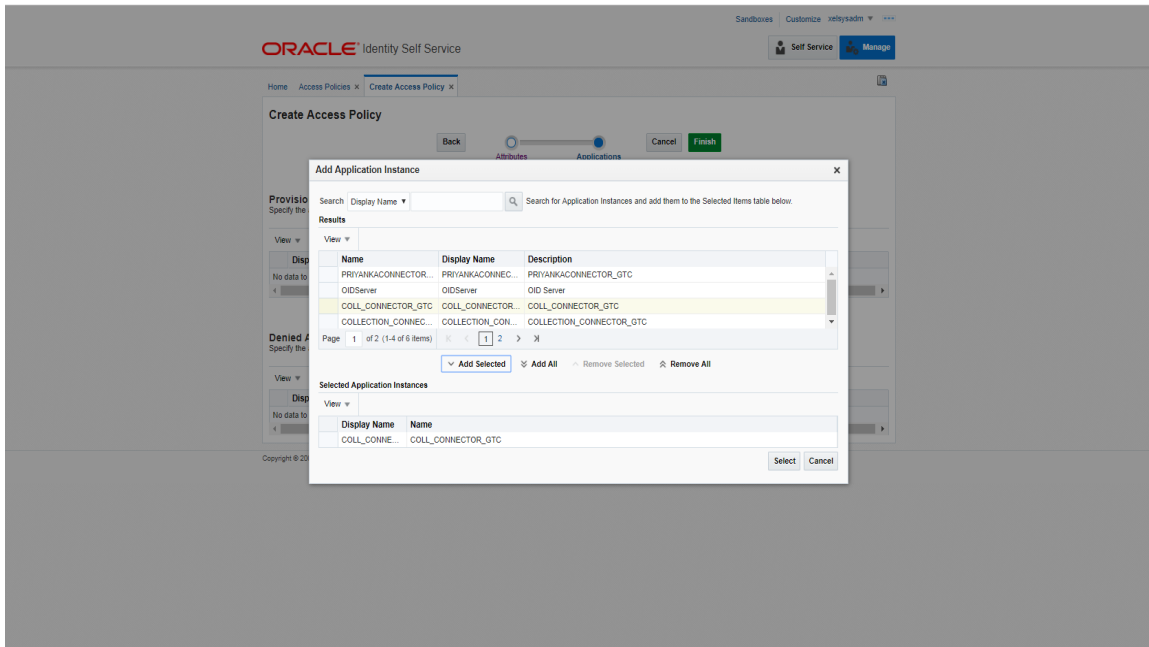 Sandboxes Customize xelsysadm
ORACLE Identity Self Service
Self Service Manage
Home Access Policies x Create Access Policy x
Create Access Policy
Back Cancel Finish
Attributes Applications
Add Application Instance x
Provisio
Specify the
Search Display Name Search for Application Instances and add them to the Selected Items table below.
Results
View View
Disp
Name Display Name Description
No data to
PRIYANKACONNECTOR... PRIYANKACONNEC... PRIYANKACONNECTOR_GTC
OIDServer OIDServer OID Server
COLL_CONNECTOR_GTC COLL_CONNECTOR... COLL_CONNECTOR_GTC
COLLECTION_CONNEC... COLLECTION_CON... COLLECTION_CONNECTOR_GTC
Denied A
Specify the
Page 1 of 2 (1-4 of 6 items) K < 1 2 > >|
Add Selected Add All Remove Selected Remove All
View
Selected Application Instances
Disp
View
No data to
Display Name Name
COLL_CONNE... COLL_CONNECTOR_GTC
Copyright © 20
Select Cancel